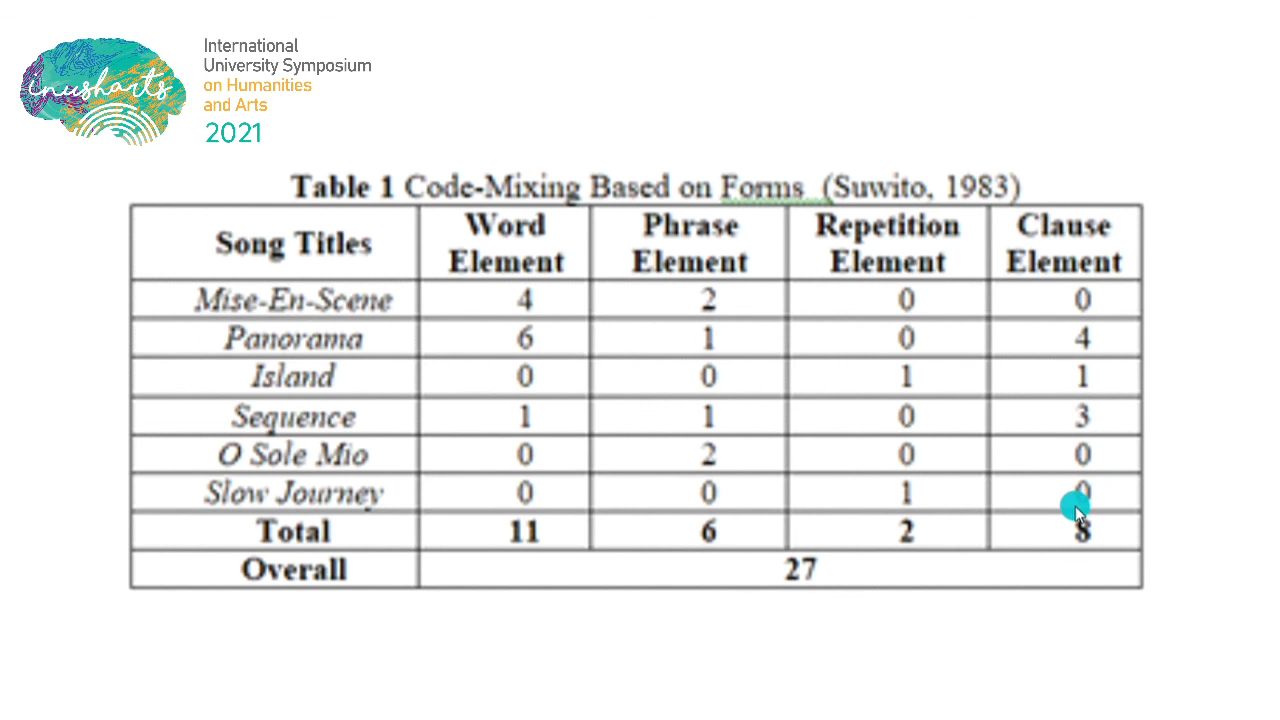 inusharts
International
University Symposium
on Humanities
and Arts
2021
Table 1 Code-Mixing Based on Forms (Suwito, 1983)
Song Titles Word Element Phrase Element Repetition Element Clause Element
Mise-En-Scene 4 2 0 0
Panorama 6 1 0 4
Island 0 0 1 1
Sequence 1 1 0 3
O Sole Mio 0 2 0 0
Slow Journey 0 0 1 0
Total 11 6 2 8
Overall 27